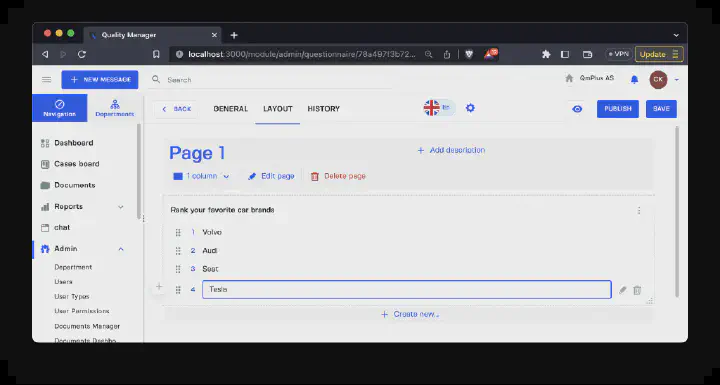 Quality Manager
localhost:3000/module/admin/questionnaire/78a497f3b72...
VPN
Update
NEW MESSAGE
Search
QmPlus AS
CK
Navigation
Departments
BACK
GENERAL
LAYOUT
HISTORY
PUBLISH
SAVE
Dashboard
Cases board
Documents
Reports
chat
Admin
Department
Users
User Types
User Permissions
Documents Manager
Documents Dashbo...
Page 1
+ Add description
1 column
Edit page
Delete page
Rank your favorite car brands
1 Volvo
2 Audi
3 Seat
4 Tesla
+ Create new...